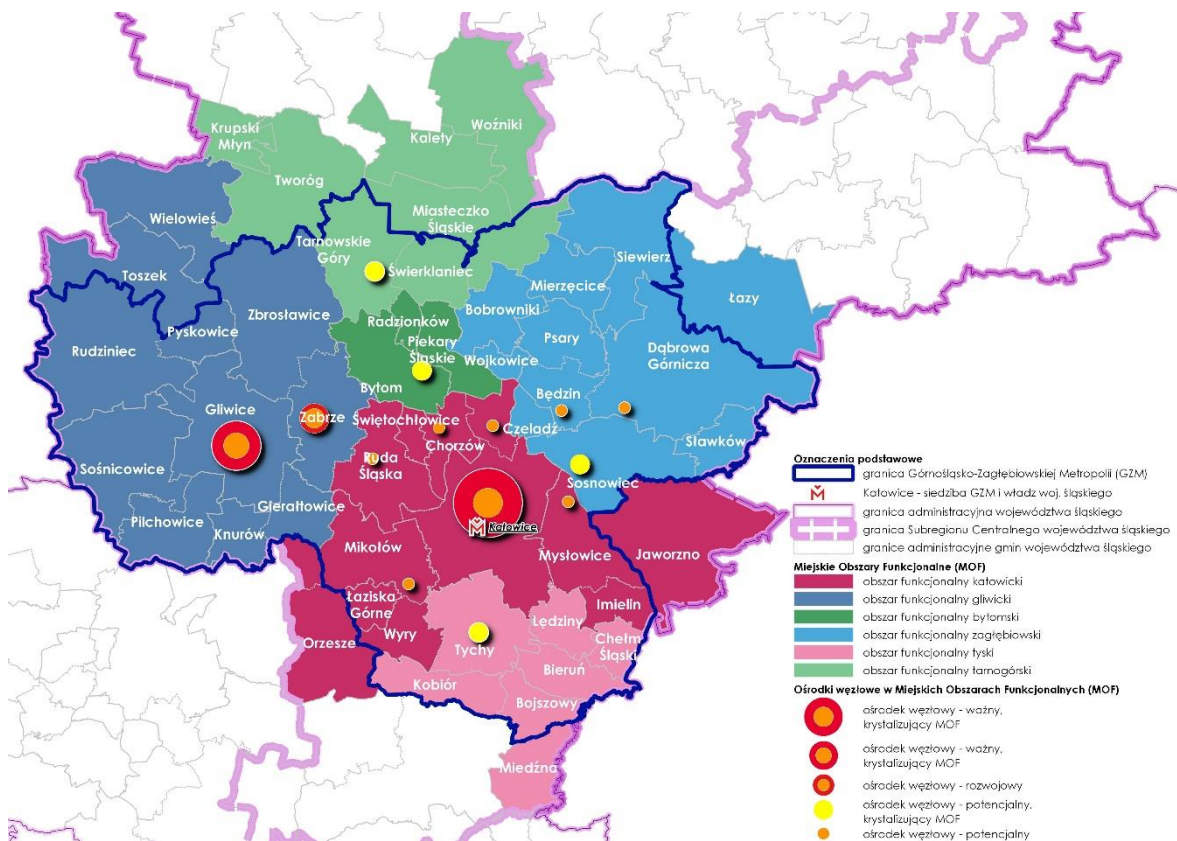 Krupski
Młyn
Kalety
Woźniki
Tworóg
Wielowieś
Miasteczko
Śląskie
Tarnowskie
Góry
Świerklaniec
Siewierz
Toszek
Mierzęcice
Łazy
Zbrosławice
Bobrowniki
Radzionków
Pyskowice
Rudziniec
Psary
Piekary
Śląskie
Wojkowice
Dąbrowa
Górnicza
Bytom
Będzin
Gliwice
Zabrze
Świętochłowice
Czeladź
Chorzów
Sławków
Ruda
Śląska
Sośnicowice
Sosnowiec
Gierałtowice
Pilchowice
Knurów
Katowice
Mikołów
Mysłowice
Jaworzno
Łaziska
Górne
Imielin
Lędziny
Orzesze
Wyry
Tychy
Chełm
Śląski
Bieruń
Kobiór
Bojszowy
Miedźna
Oznaczenia podstawowe
granica Górnośląsko-Zagłębiowskiej Metropolii (GZM)
Katowice - siedziba GZM i władz woj. śląskiego
granica administracyjna województwa śląskiego
granica Subregionu Centralnego województwa śląskiego
granice administracyjne gmin województwa śląskiego
Miejskie Obszary Funkcjonalne (MOF)
obszar funkcjonalny katowicki
obszar funkcjonalny gliwicki
obszar funkcjonalny bytomski
obszar funkcjonalny zagłębiowski
obszar funkcjonalny tyski
obszar funkcjonalny tarnogórski
Ośrodki węzłowe w Miejskich Obszarach Funkcjonalnych (MOF)
ośrodek węzłowy - ważny,
krystalizujący MOF
ośrodek węzłowy - ważny,
krystalizujący MOF
ośrodek węzłowy - rozwojowy
ośrodek węzłowy - potencjalny,
krystalizujący MOF
ośrodek węzłowy - potencjalny